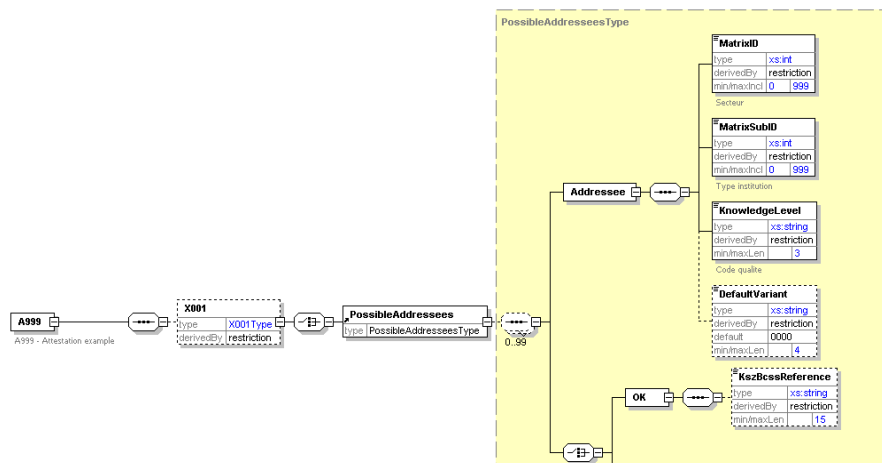 PossibleAddresseesType
MatrixID
type xs:int
derivedBy restriction
min/maxIncl 0 999
Secteur
MatrixSubID
type xs:int
derivedBy restriction
min/maxIncl 0 999
Type institution
Addressee
KnowledgeLevel
type xs:string
derivedBy restriction
min/maxLen 3
Code qualite
A999
A999 - Attestation example
X001
type X001Type
derivedBy restriction
PossibleAddressees
type PossibleAddresseesType
0..99
DefaultVariant
type xs:string
derivedBy restriction
default 0000
min/maxLen 4
OK
KszBcssReference
type xs:string
derivedBy restriction
min/maxLen 15